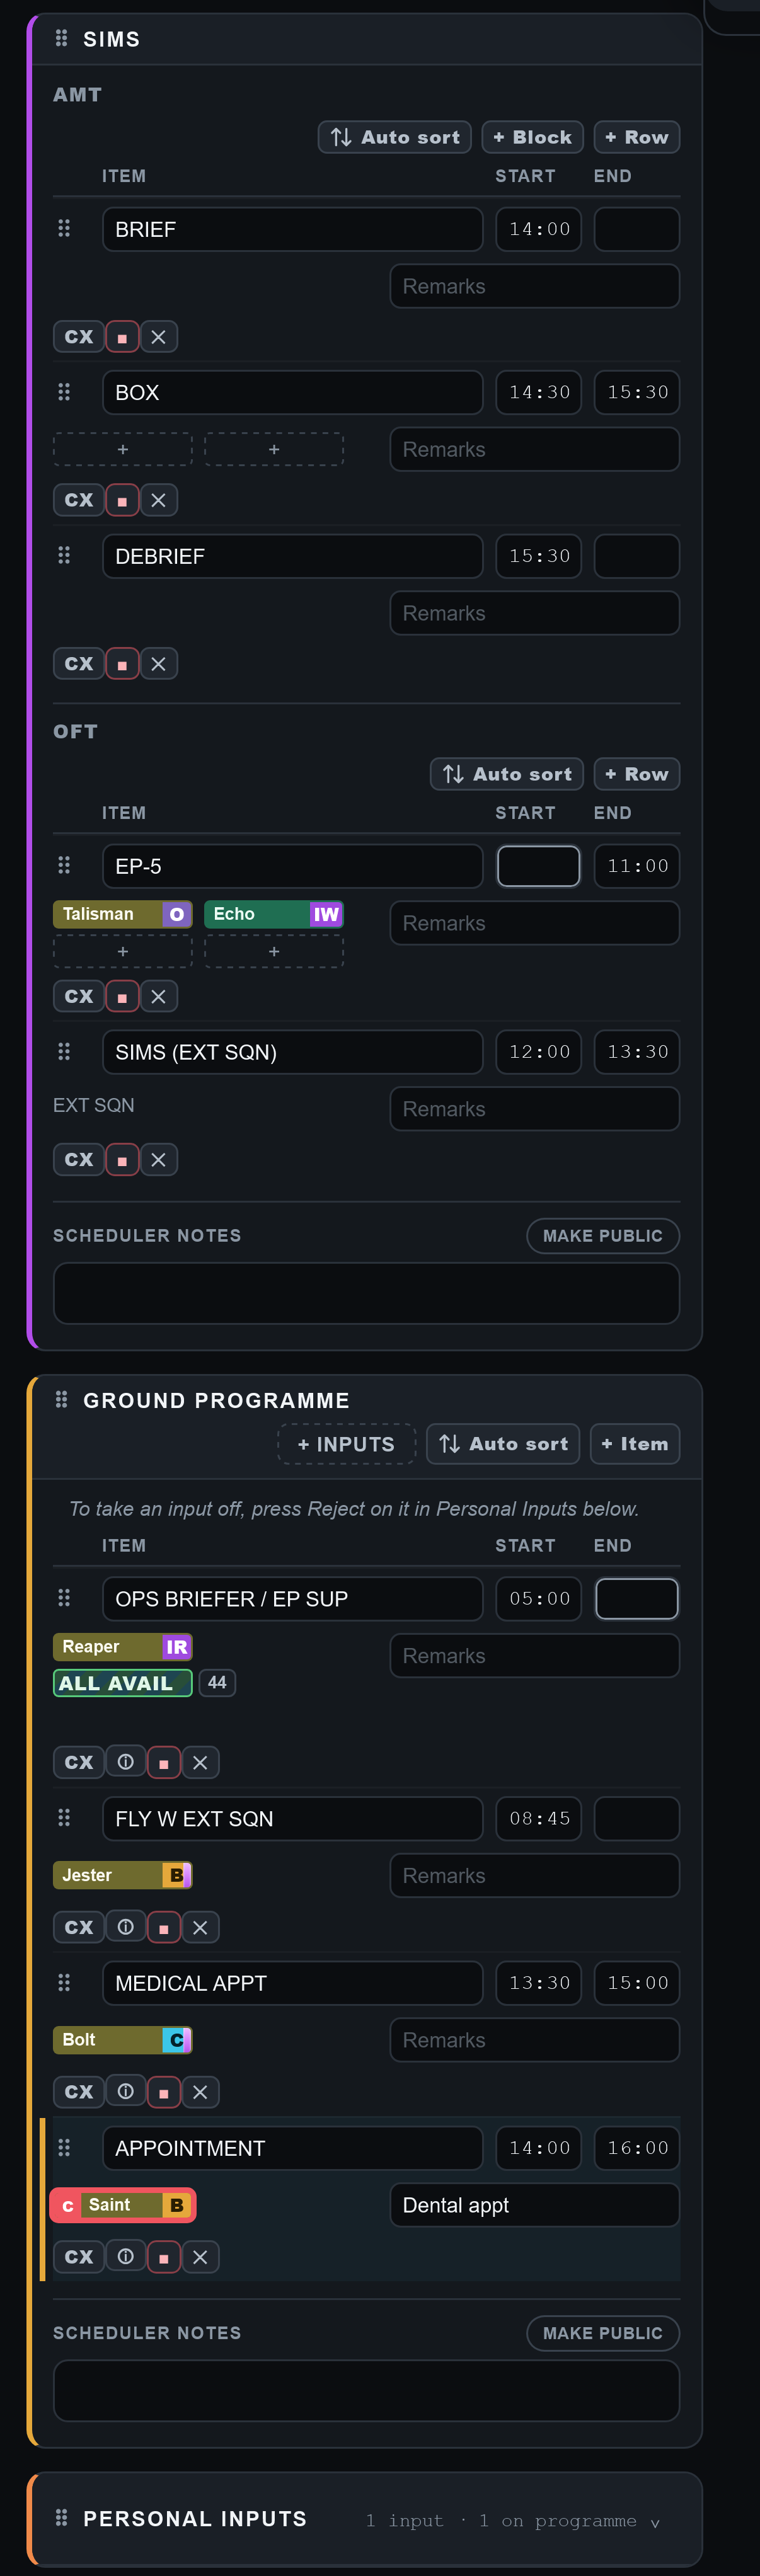 SIMS
AMT
Auto sort + Block + Row
ITEM START END
BRIEF 14:00
Remarks
CX
BOX 14:30 15:30
+ + Remarks
CX
DEBRIEF 15:30
Remarks
CX
OFT
Auto sort + Row
ITEM START END
EP-5 11:00
Talisman O Echo IW Remarks
+ +
CX
SIMS (EXT SQN) 12:00 13:30
EXT SQN Remarks
CX
SCHEDULER NOTES MAKE PUBLIC
GROUND PROGRAMME
+ INPUTS Auto sort + Item
To take an input off, press Reject on it in Personal Inputs below.
ITEM START END
OPS BRIEFER / EP SUP 05:00
Reaper IR Remarks
ALL AVAIL 44
CX
FLY W EXT SQN 08:45
Jester B Remarks
CX
MEDICAL APPT 13:30 15:00
Bolt C Remarks
CX
APPOINTMENT 14:00 16:00
C Saint B Dental appt
CX
SCHEDULER NOTES MAKE PUBLIC
PERSONAL INPUTS 1 input · 1 on programme